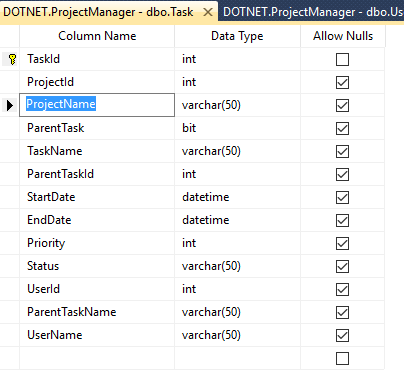 DOTNET.ProjectManager - dbo.Task DOTNET.ProjectManager - dbo.Us
Column Name Data Type Allow Nulls
TaskId int
ProjectId int
ProjectName varchar(50)
ParentTask bit
TaskName varchar(50)
ParentTaskId int
StartDate datetime
EndDate datetime
Priority int
Status varchar(50)
UserId int
ParentTaskName varchar(50)
UserName varchar(50)